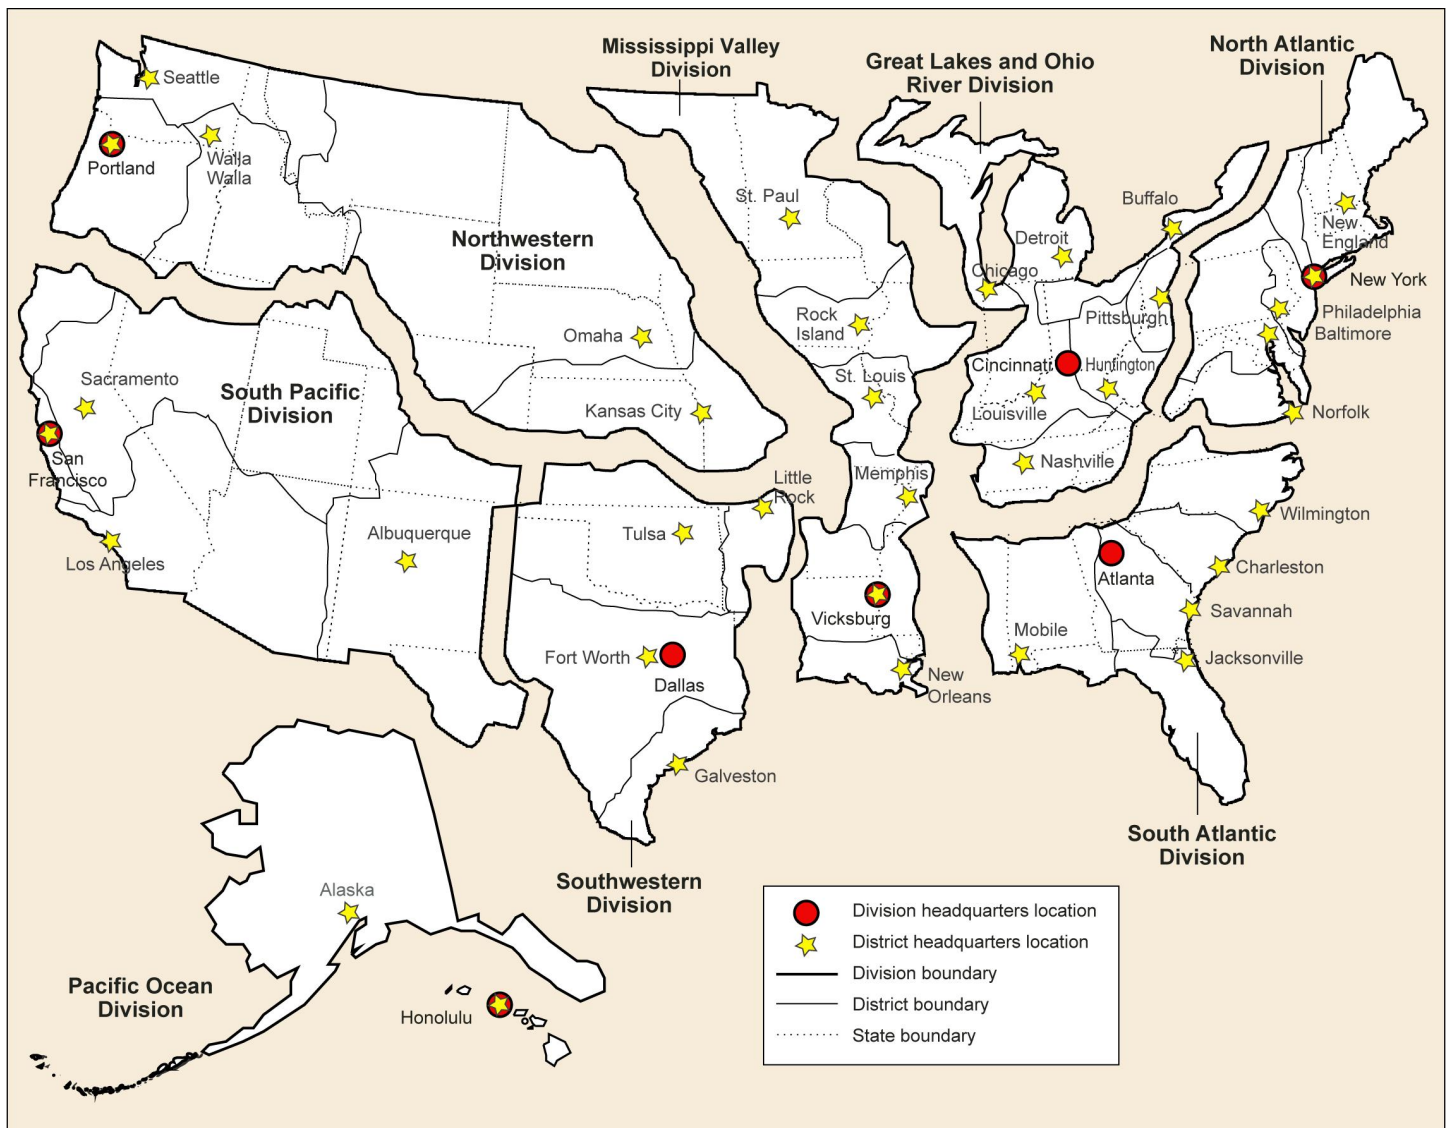 Mississippi Valley
Division
Great Lakes and Ohio
River Division
North Atlantic
Division
Seattle
Portland
Walla
Walla
Northwestern
Division
Omaha
Kansas City
St. Paul
Rock
Island
St. Louis
Memphis
Vicksburg
New
Orleans
Buffalo
Detroit
Chicago
Pittsburgh
Cincinnati
Huntington
Louisville
Nashville
New
England
New York
Philadelphia
Baltimore
Norfolk
Sacramento
South Pacific
Division
San
Francisco
Los Angeles
Albuquerque
Little
Rock
Tulsa
Fort Worth
Dallas
Galveston
Southwestern
Division
Wilmington
Atlanta
Charleston
Savannah
Mobile
Jacksonville
South Atlantic
Division
Alaska
Pacific Ocean
Division
Honolulu
Division headquarters location
District headquarters location
Division boundary
District boundary
State boundary